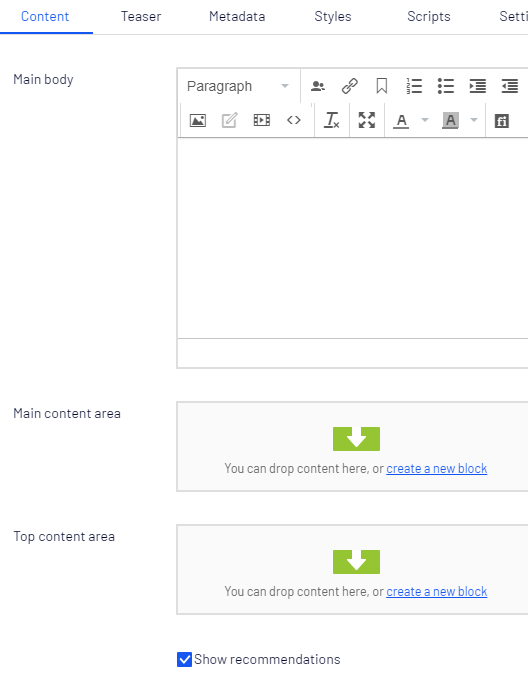 Content Teaser Metadata Styles Scripts Setti
Main body
Paragraph
Main content area
You can drop content here, or create a new block
Top content area
You can drop content here, or create a new block
Show recommendations